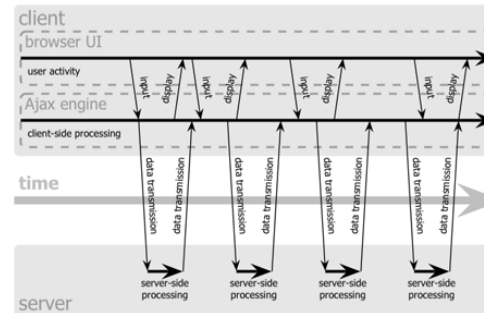 client
browser UI
user activity
input
display
input
display
input
display
input
display
Ajax engine
client-side processing
data transmission
data transmission
data transmission
data transmission
data transmission
data transmission
data transmission
data transmission
time
server-side
processing
server-side
processing
server-side
processing
server-side
processing
server